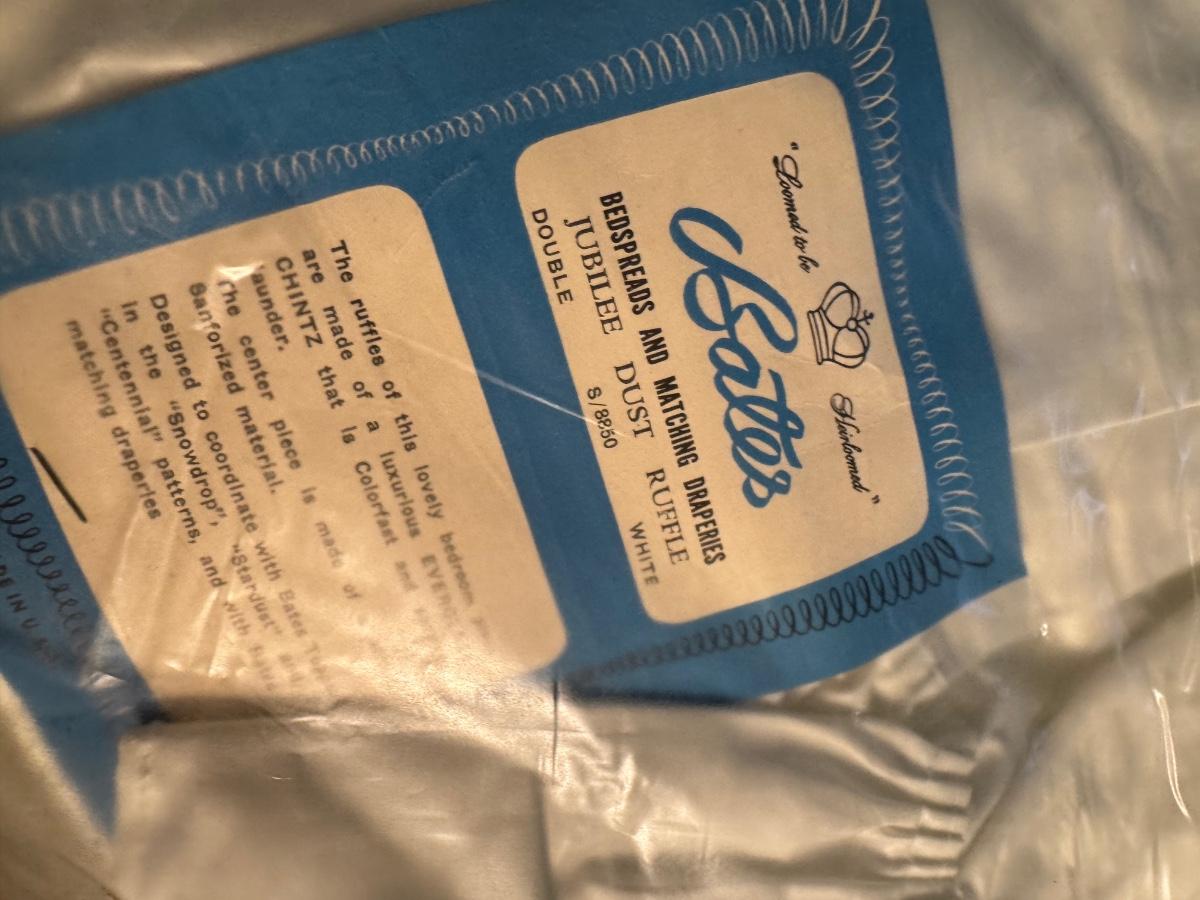 "Loomed to be Heirloomed"
Bates
BEDSPREADS AND MATCHING DRAPERIES
JUBILEE DUST RUFFLE
DOUBLE S/8850 WHITE
The ruffles of this lovely bedroom
are made of a luxurious
CHINTZ that is Colorfast and
launder.
The center piece is made of
Sanforized material.
Designed to coordinate with Bates
in the "Snowdrop", "Stardust" and
"Centennial" patterns, and with Bates
matching draperies
IN U.S.A.